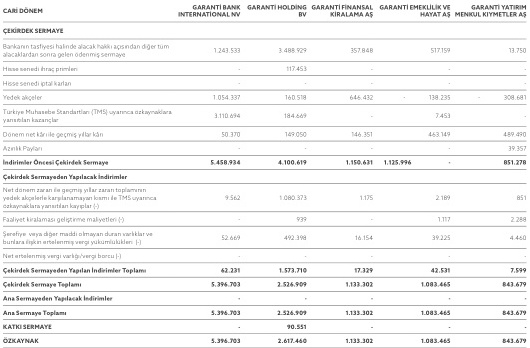 CARİ DÖNEM GARANTİ BANK INTERNATIONAL NV GARANTİ HOLDING BV GARANTİ FİNANSAL KİRALAMA AŞ GARANTİ EMEKLİLİK VE HAYAT AŞ GARANTİ YATIRIM MENKUL KIYMETLER AŞ
ÇEKİRDEK SERMAYE
Bankanın tasfiyesi halinde alacak hakkı açısından diğer tüm
alacaklardan sonra gelen ödenmiş sermaye 1.243.533 3.488.929 357.848 517.159 13.750
Hisse senedi ihraç primleri - 117.453 - - -
Hisse senedi iptal karları - - - - -
Yedek akçeler 1.054.337 160.518 646.432 - 138.235 - 308.681
Türkiye Muhasebe Standartları (TMS) uyarınca özkaynaklara
yansıtılan kazançlar 3.110.694 184.669 - 7.453 -
Dönem net kârı ile geçmiş yıllar kârı 50.370 149.050 146.351 463.149 489.490
Azınlık Payları - - - - 39.357
İndirimler Öncesi Çekirdek Sermaye 5.458.934 4.100.619 1.150.631 1.125.996 - 851.278
Çekirdek Sermayeden Yapılacak İndirimler
Net dönem zararı ile geçmiş yıllar zararı toplamının
yedek akçelerle karşılanamayan kısmı ile TMS uyarınca
özkaynaklara yansıtılan kayıplar (-) 9.562 1.080.373 1.175 2.189 851
Faaliyet kiralaması geliştirme maliyetleri (-) - 939 - 1.117 2.288
Şerefiye veya diğer maddi olmayan duran varlıklar ve
bunlara ilişkin ertelenmiş vergi yükümlülükleri (-) 52.669 492.398 16.154 39.225 4.460
Net ertelenmiş vergi varlığı/vergi borcu (-) - - - - -
Çekirdek Sermayeden Yapılan İndirimler Toplamı 62.231 1.573.710 17.329 42.531 7.599
Çekirdek Sermaye Toplamı 5.396.703 2.526.909 1.133.302 1.083.465 843.679
Ana Sermayeden Yapılacak İndirimler - - - - -
Ana Sermaye Toplamı 5.396.703 2.526.909 1.133.302 1.083.465 843.679
KATKI SERMAYE - 90.551 - - -
ÖZKAYNAK 5.396.703 2.617.460 1.133.302 1.083.465 843.679